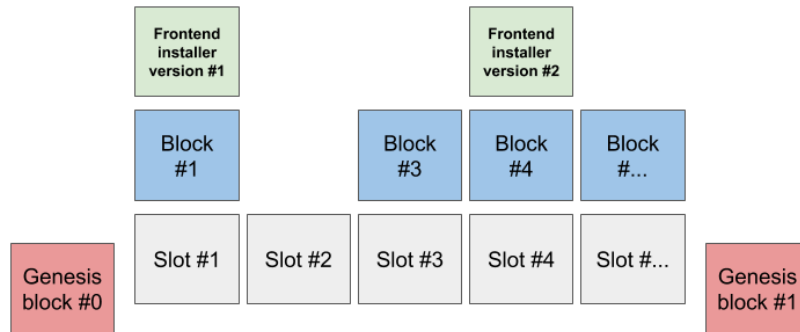 Frontend
installer
version #1
Frontend
installer
version #2
Block
#1
Block
#3
Block
#4
Block
#...
Slot #1
Slot #2
Slot #3
Slot #4
Slot #...
Genesis
block #0
Genesis
block #1